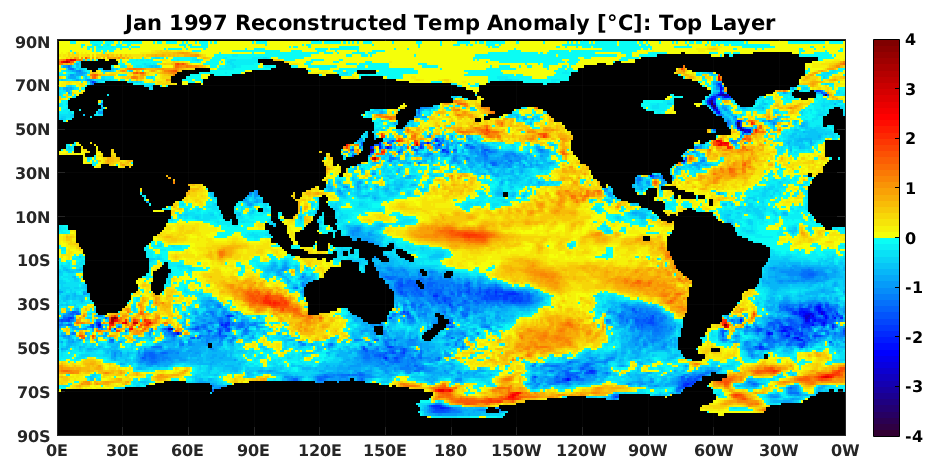 Jan 1997 Reconstructed Temp Anomaly [°C]: Top Layer
90N
70N
50N
30N
10N
10S
30S
50S
70S
90S
0E 30E 60E 90E 120E 150E 180 150W 120W 90W 60W 30W 0W
4
3
2
1
0
-1
-2
-3
-4